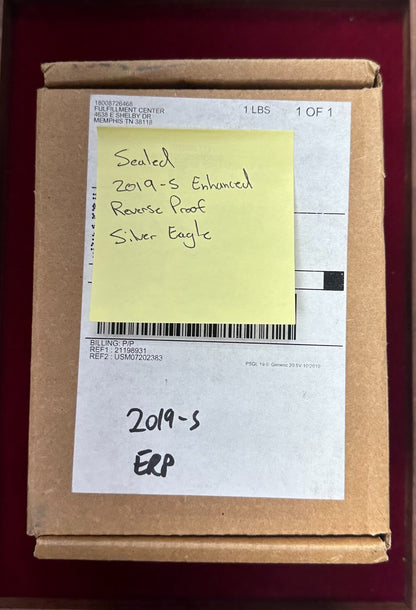 18008726468
FULFILLMENT CENTER
4638 E SHELBY DR
MEMPHIS TN 38118
1 LBS
1 OF 1
Sealed
2019-S Enhanced
Reverse Proof
Silver Eagle
BILLING: P/P
REF1 : 21198931
REF2 : USM07202383
2019-S
ERP